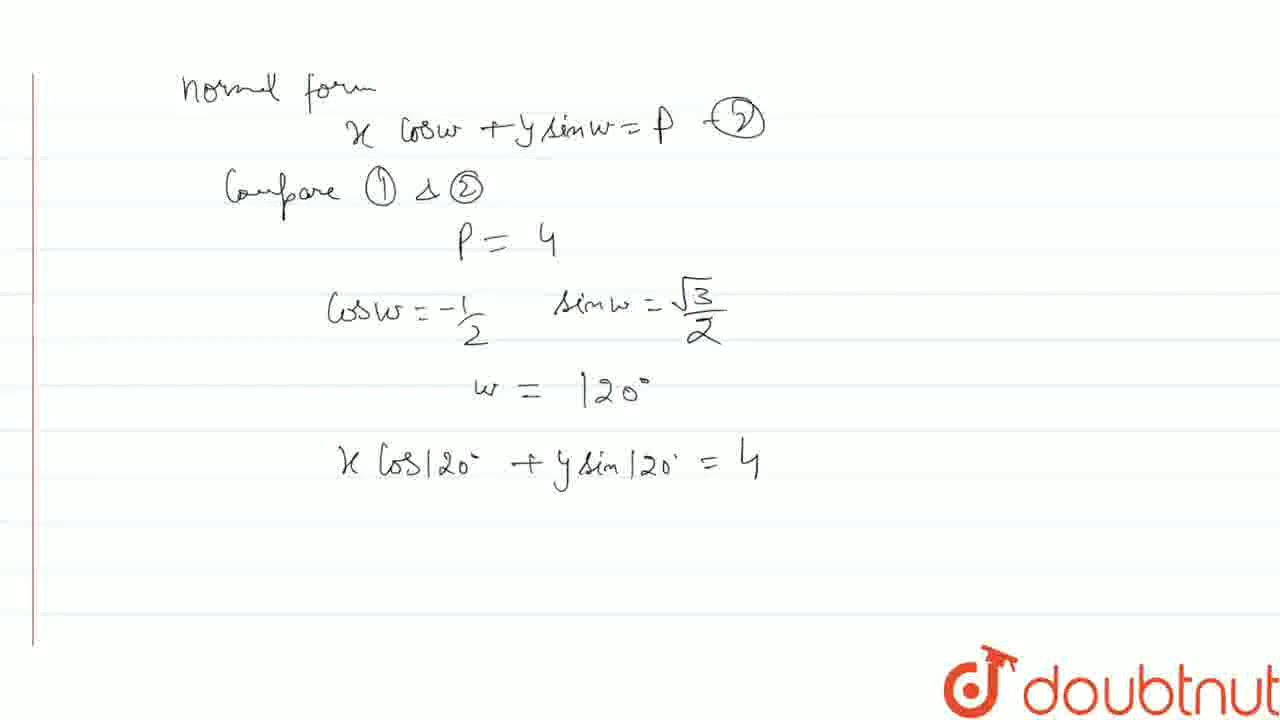 Normal form
x cosw + y sinw = P - ②
Compare ① & ②
P = 4
cosw = -1/2 sinw = √3/2
w = 120°
x cos120° + y sin120° = 4
doubtnut